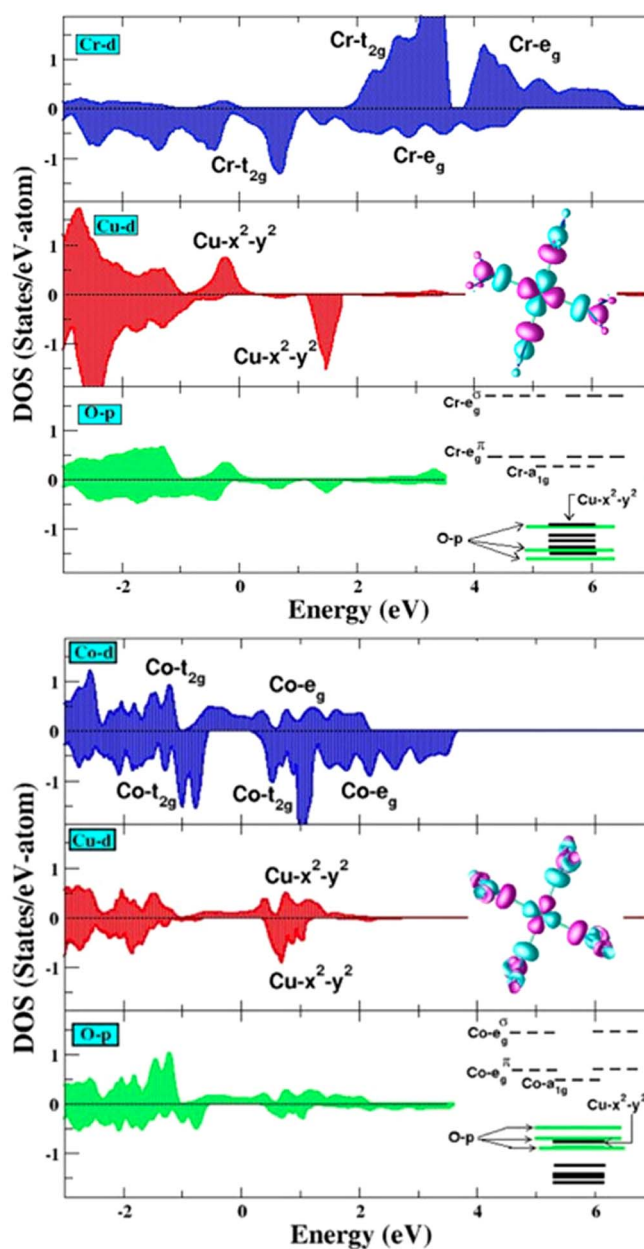 Cr-d
Cr-t2g
Cr-eg
1
0
-1
Cr-t2g
Cr-eg
Cu-d
Cu-x²-y²
1
0
-1
Cu-x²-y²
O-p
Cr-eg^σ
1
0
-1
Cr-eg^π
Cr-a1g
Cu-x²-y²
O-p
DOS (States/eV-atom)
-2 0 2 4 6
Energy (eV)
Co-d
Co-t2g
Co-eg
1
0
-1
Co-t2g
Co-t2g
Co-eg
Cu-d
Cu-x²-y²
1
0
-1
Cu-x²-y²
O-p
Co-eg^σ
1
0
-1
Co-eg^π
Co-a1g
Cu-x²-y²
O-p
DOS (States/eV-atom)
-2 0 2 4 6
Energy (eV)